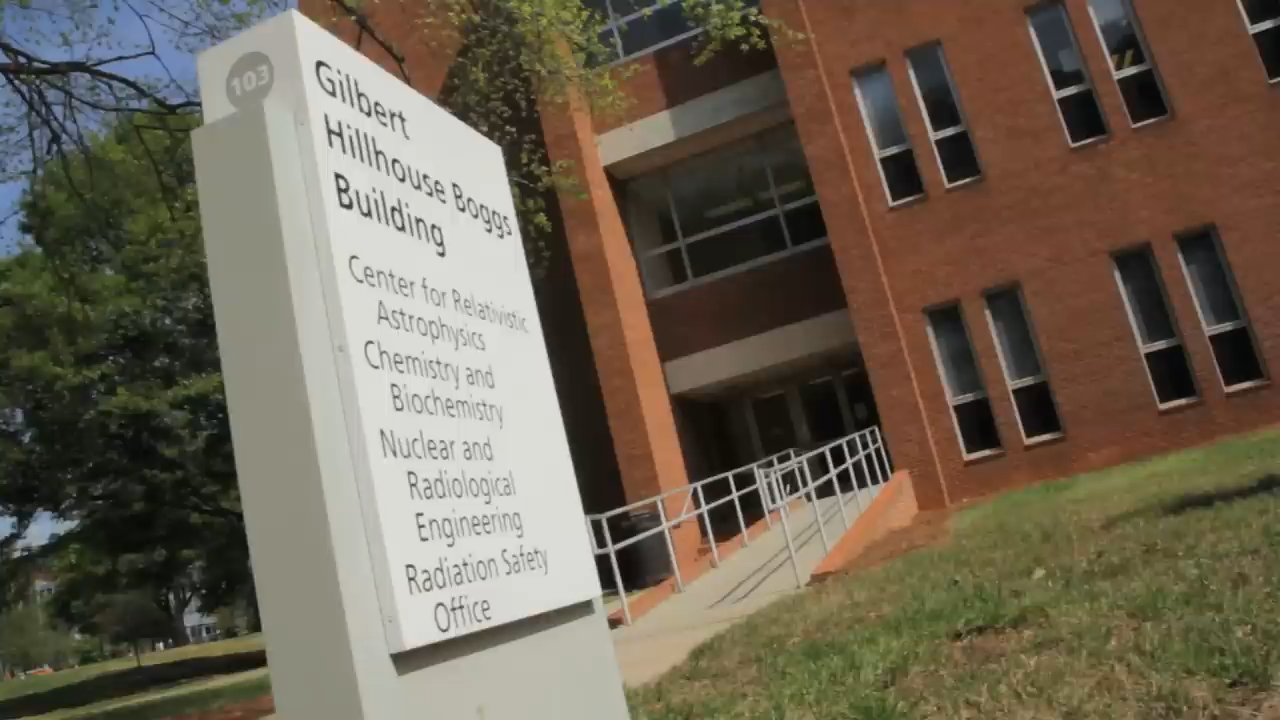 103
Gilbert
Hillhouse Boggs
Building
Center for Relativistic
Astrophysics
Chemistry and
Biochemistry
Nuclear and
Radiological
Engineering
Radiation Safety
Office